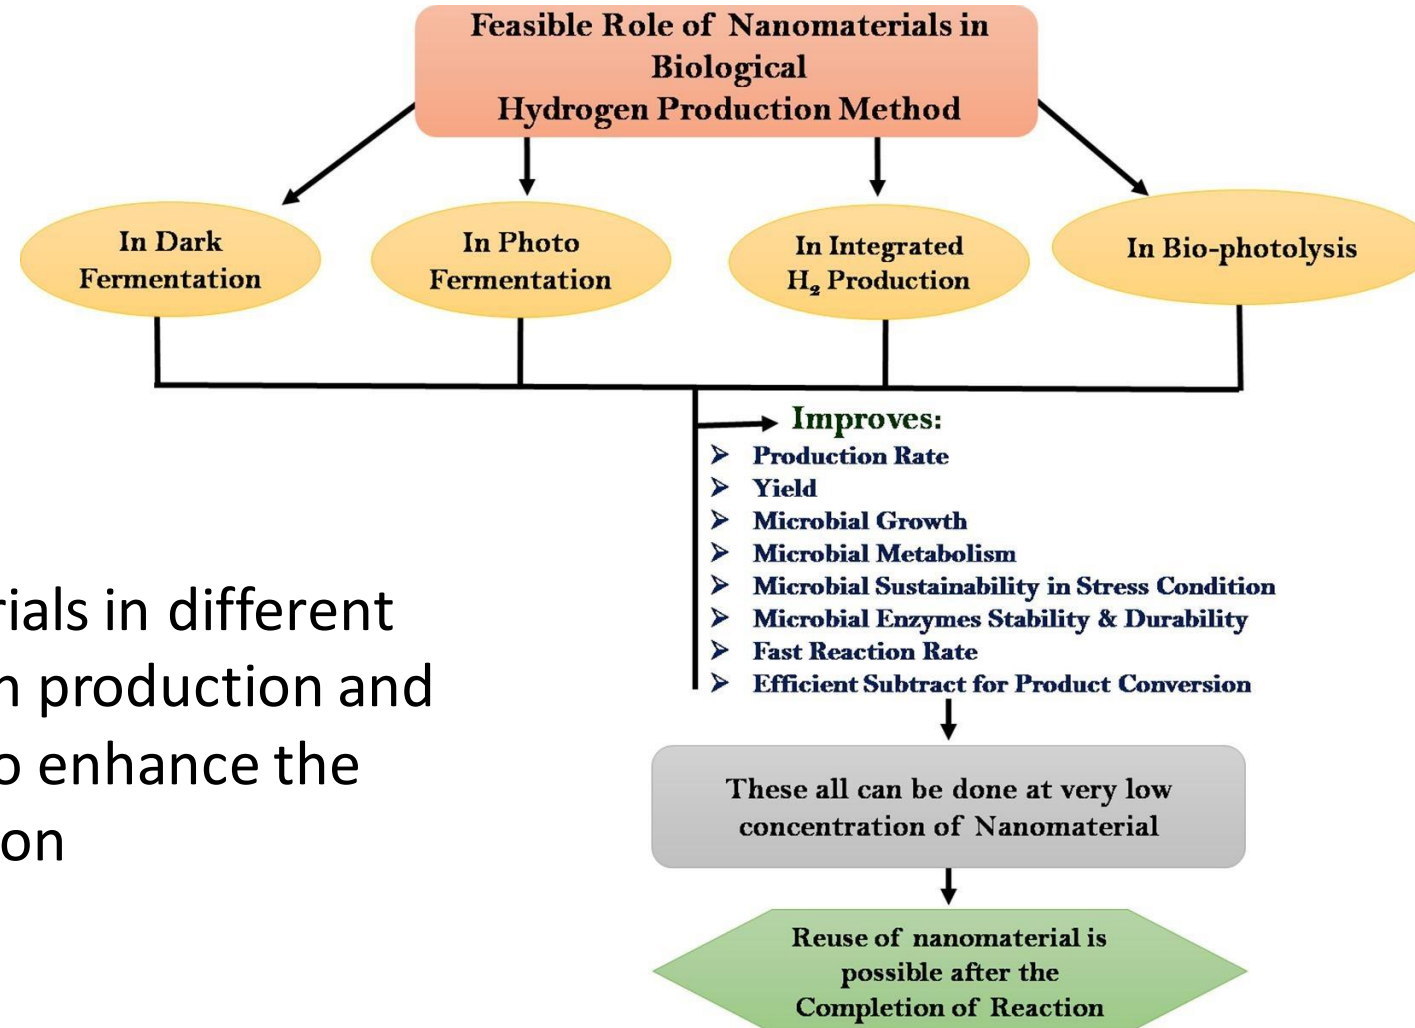 Feasible Role of Nanomaterials in
Biological
Hydrogen Production Method
In Dark
Fermentation
In Photo
Fermentation
In Integrated
H₂ Production
In Bio-photolysis
Improves:
➢ Production Rate
➢ Yield
➢ Microbial Growth
➢ Microbial Metabolism
➢ Microbial Sustainability in Stress Condition
➢ Microbial Enzymes Stability & Durability
➢ Fast Reaction Rate
➢ Efficient Subtract for Product Conversion
in different
production and
enhance the
These all can be done at very low
concentration of Nanomaterial
Reuse of nanomaterial is
possible after the
Completion of Reaction